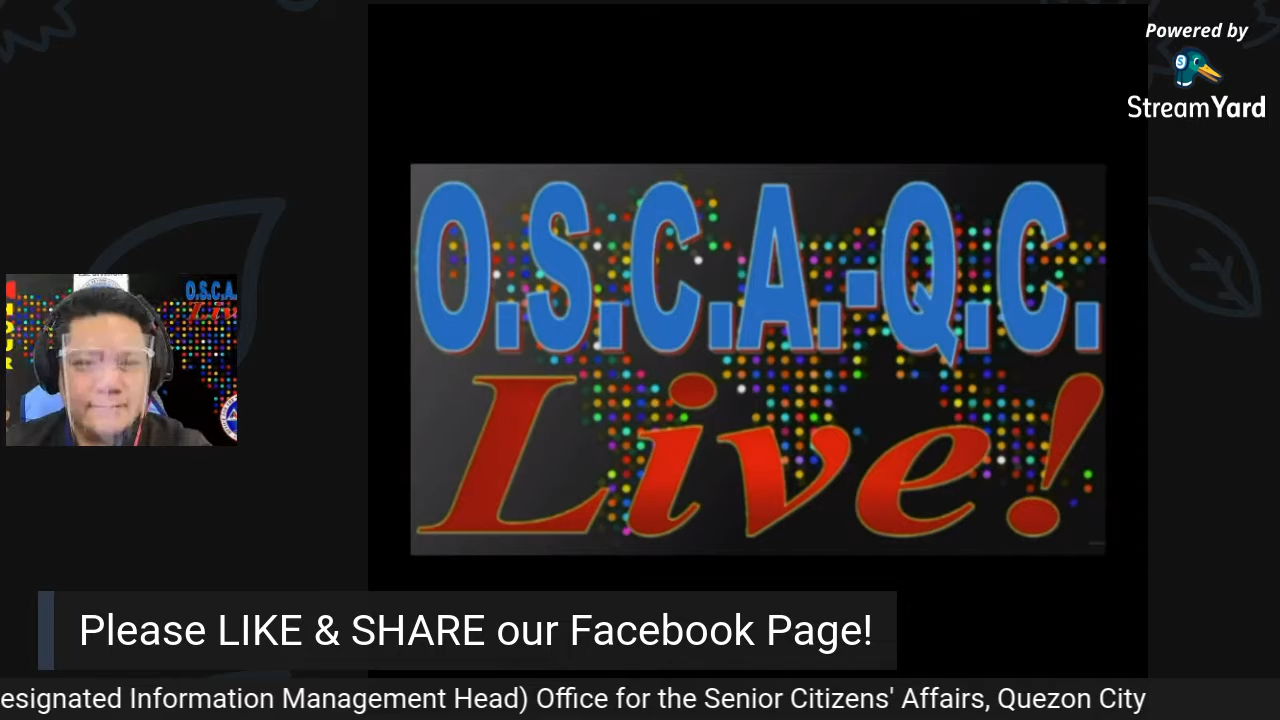 Powered by
StreamYard
O.S.C.A.-Q.C.
Live!
O.S.C.A.
Please LIKE & SHARE our Facebook Page!
esignated Information Management Head) Office for the Senior Citizens' Affairs, Quezon City